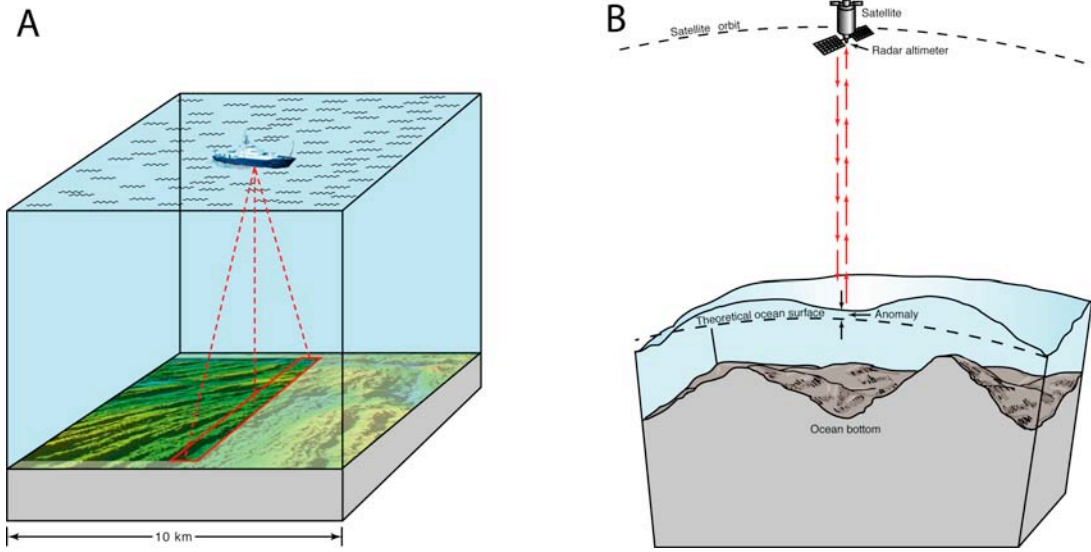 A
10 km
B
Satellite orbit
Satellite
Radar altimeter
Theoretical ocean surface
Anomaly
Ocean bottom